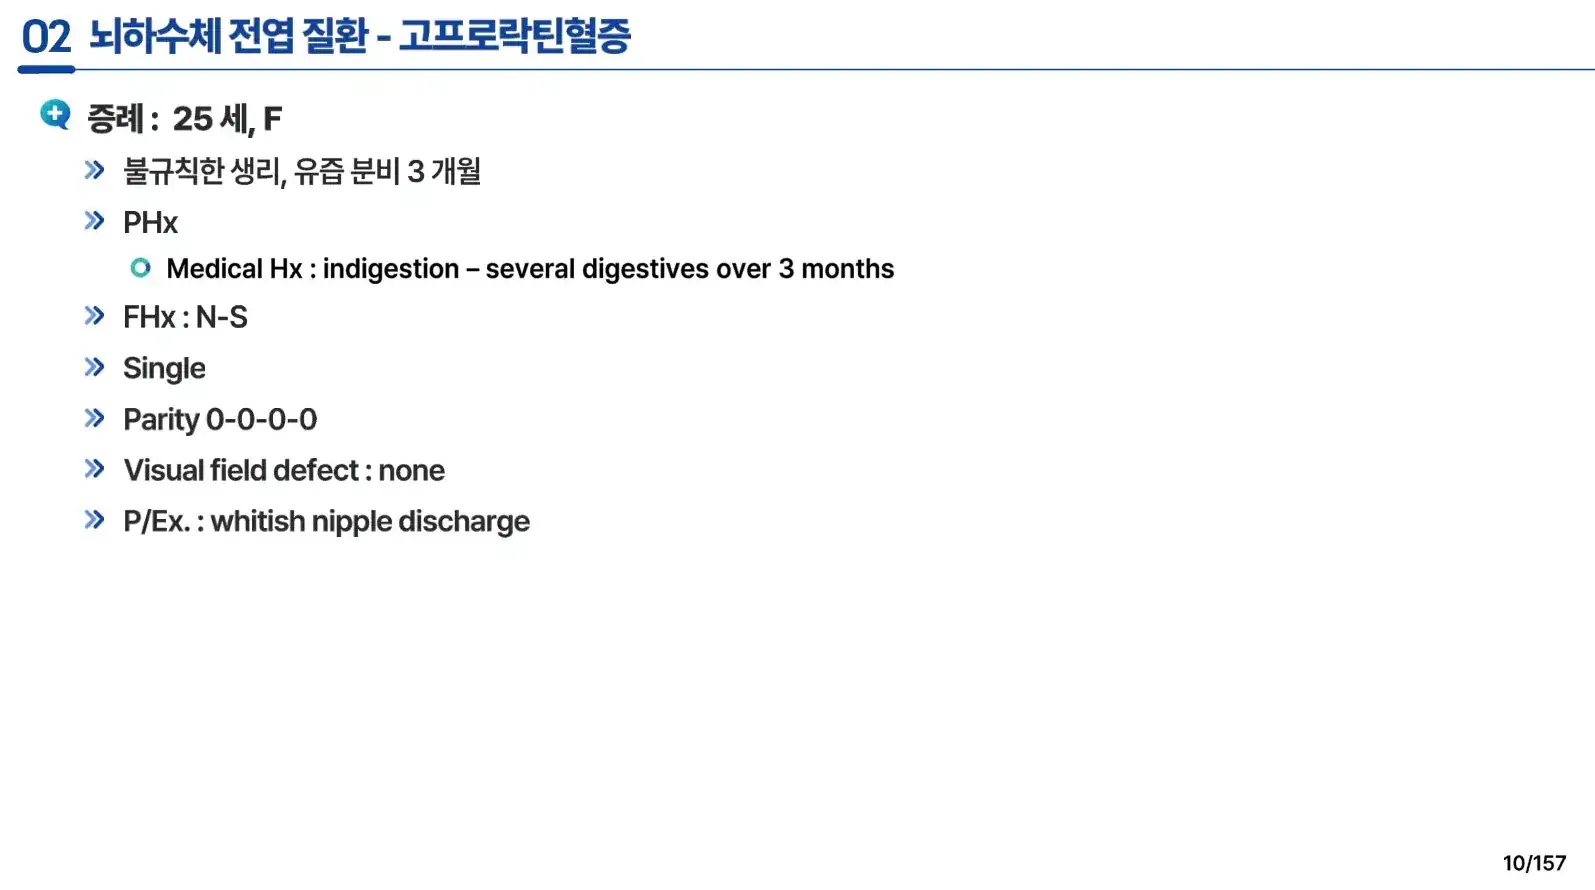 02 뇌하수체 전엽 질환 - 고프로락틴혈증
증례 : 25 세, F
불규칙한 생리, 유즙 분비 3 개월
PHx
Medical Hx : indigestion – several digestives over 3 months
FHx : N-S
Single
Parity 0-0-0-0
Visual field defect : none
P/Ex. : whitish nipple discharge
10/157